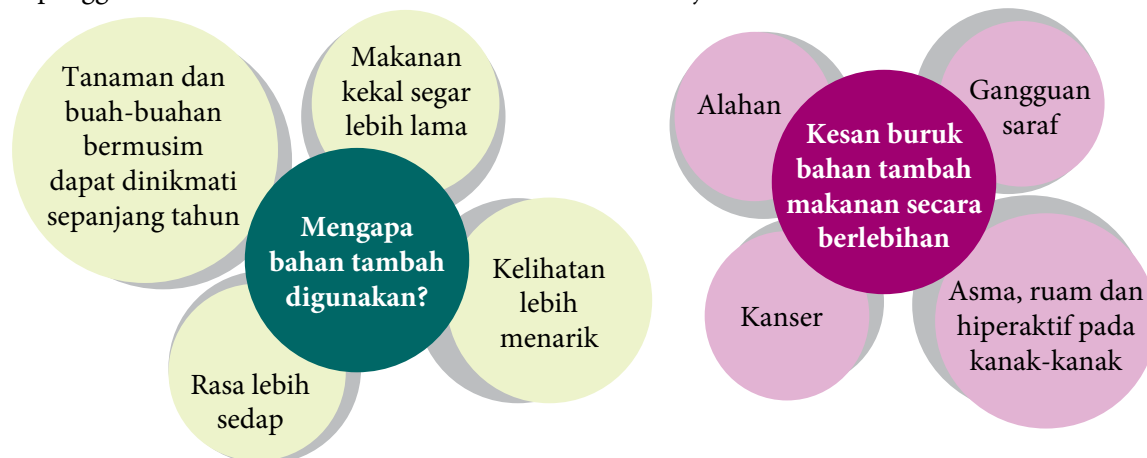 Tanaman dan
buah-buahan
bermusim
dapat dinikmati
sepanjang tahun
Makanan
kekal segar
lebih lama
Mengapa
bahan tambah
digunakan?
Kelihatan
lebih
menarik
Rasa lebih
sedap
Alahan
Gangguan
saraf
Kesan buruk
bahan tambah
makanan secara
berlebihan
Kanser
Asma, ruam dan
hiperaktif pada
kanak-kanak